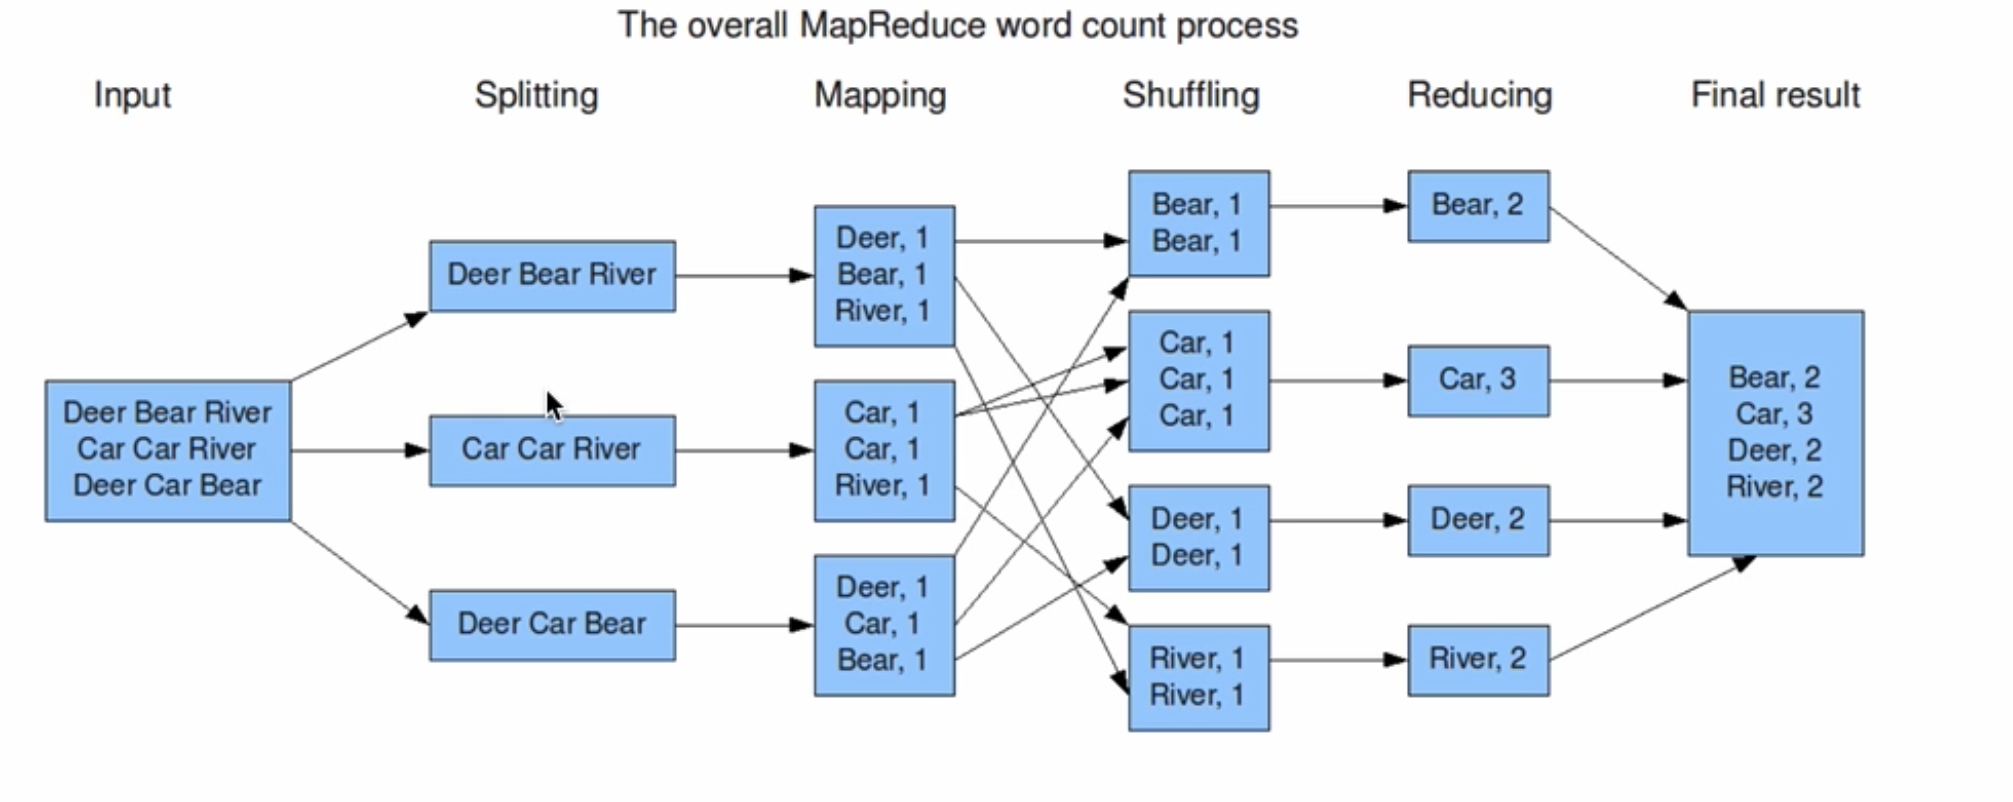 The overall MapReduce word count process
Input
Splitting
Mapping
Shuffling
Reducing
Final result
Deer Bear River
Car Car River
Deer Car Bear
Deer Bear River
Car Car River
Deer Car Bear
Deer, 1
Bear, 1
River, 1
Car, 1
Car, 1
River, 1
Deer, 1
Car, 1
Bear, 1
Bear, 1
Bear, 1
Car, 1
Car, 1
Car, 1
Deer, 1
Deer, 1
River, 1
River, 1
Bear, 2
Car, 3
Deer, 2
River, 2
Bear, 2
Car, 3
Deer, 2
River, 2